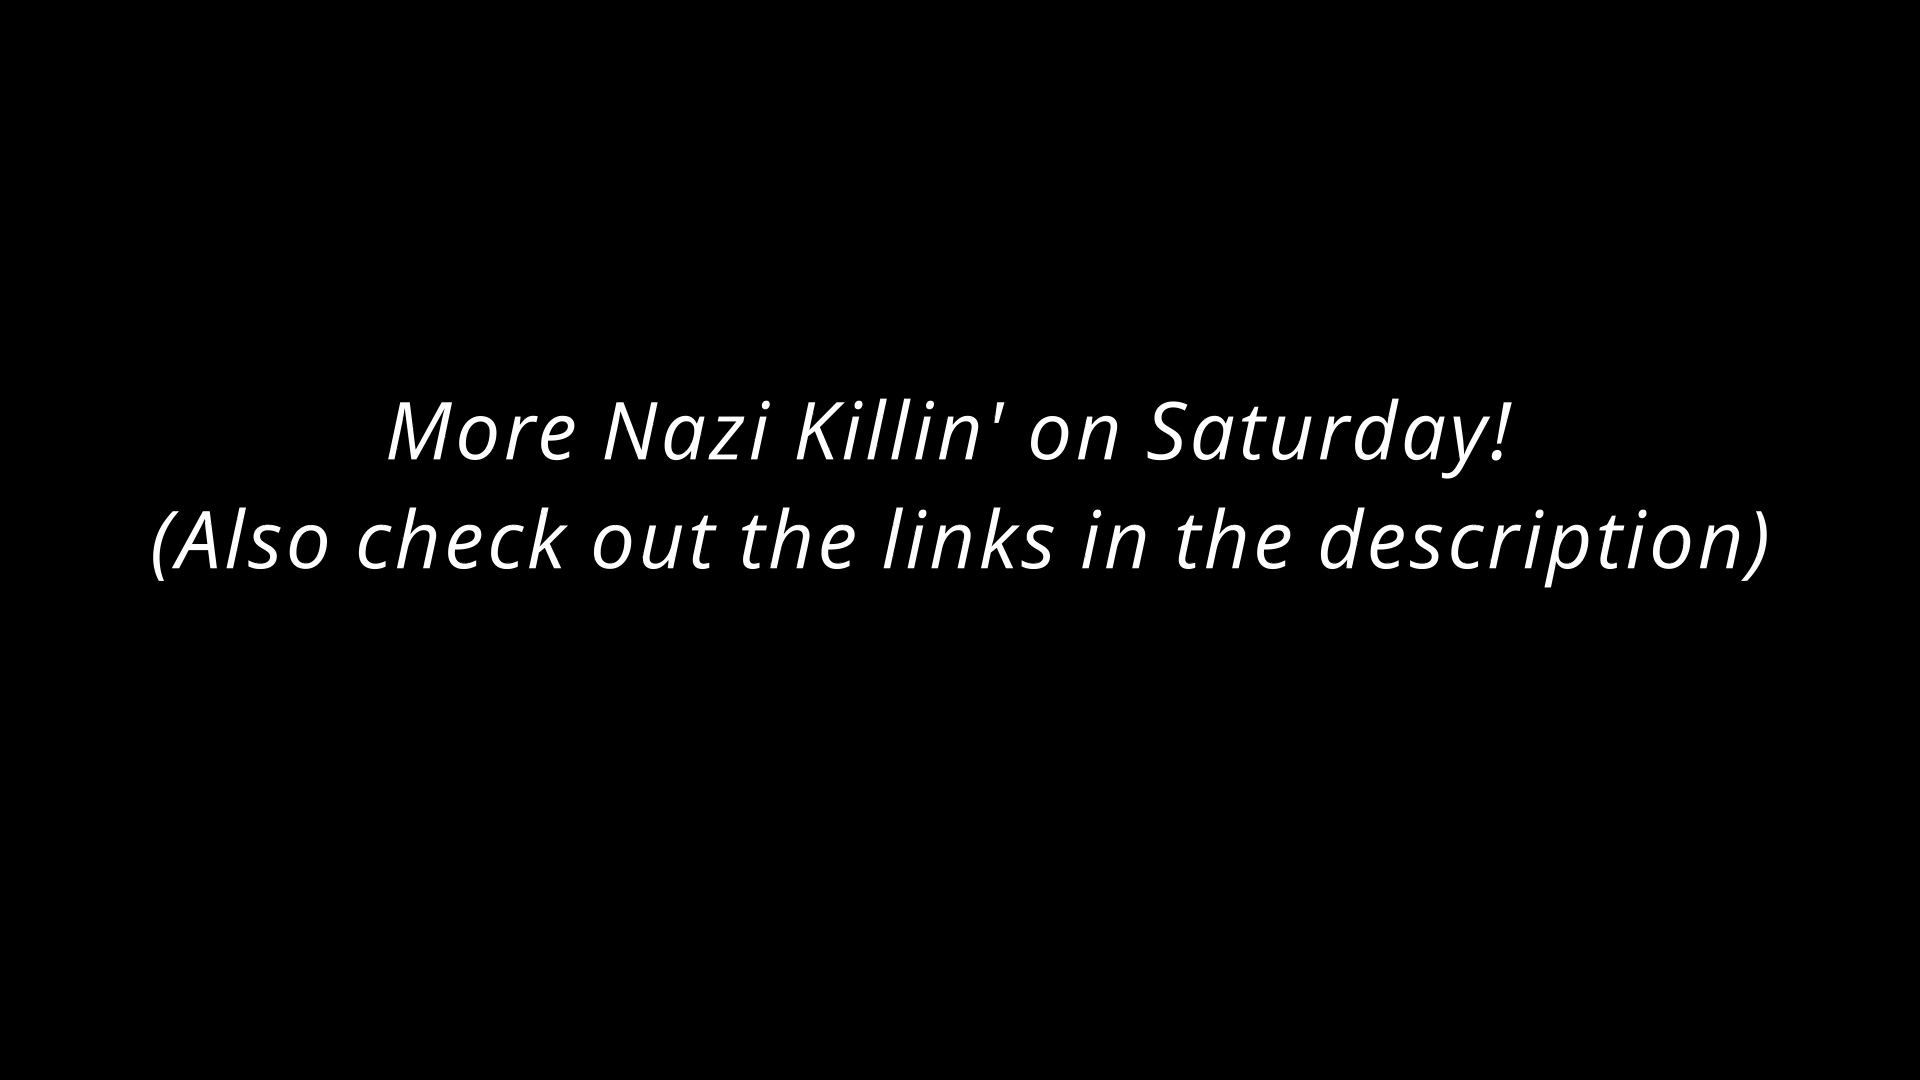 More Nazi Killin' on Saturday!
(Also check out the links in the description)